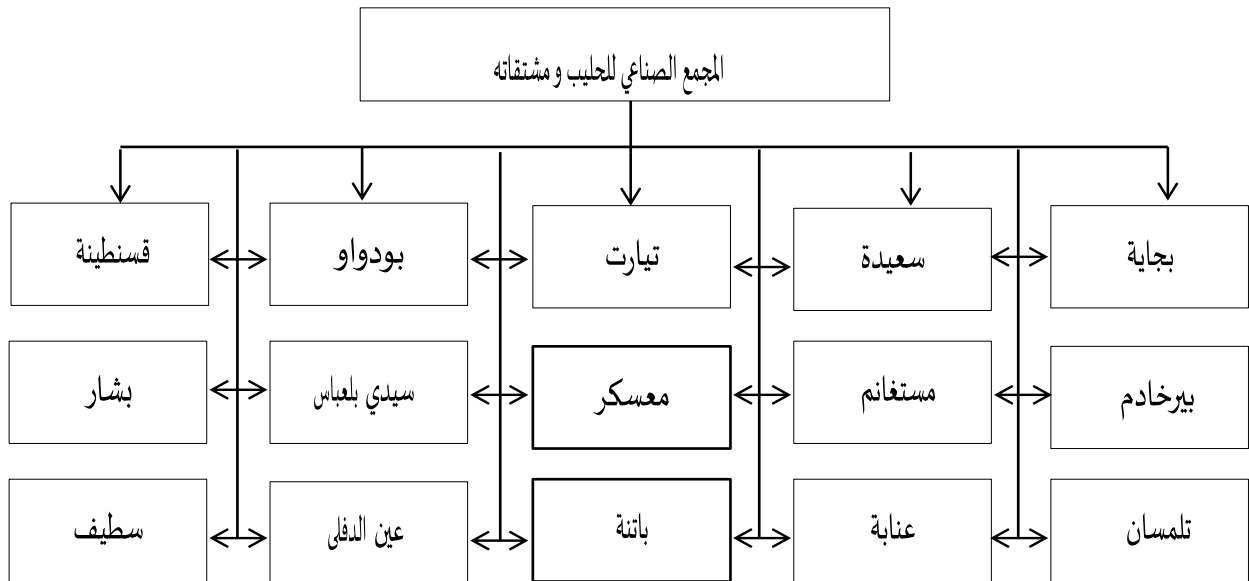 المجمع الصناعي للحليب و مشتقاته
بجاية
سعيدة
تيارت
بودواو
قسنطينة
بيرخادم
مستغانم
معسكر
سيدي بلعباس
بشار
تلمسان
عنابة
باتنة
عين الدفلى
سطيف